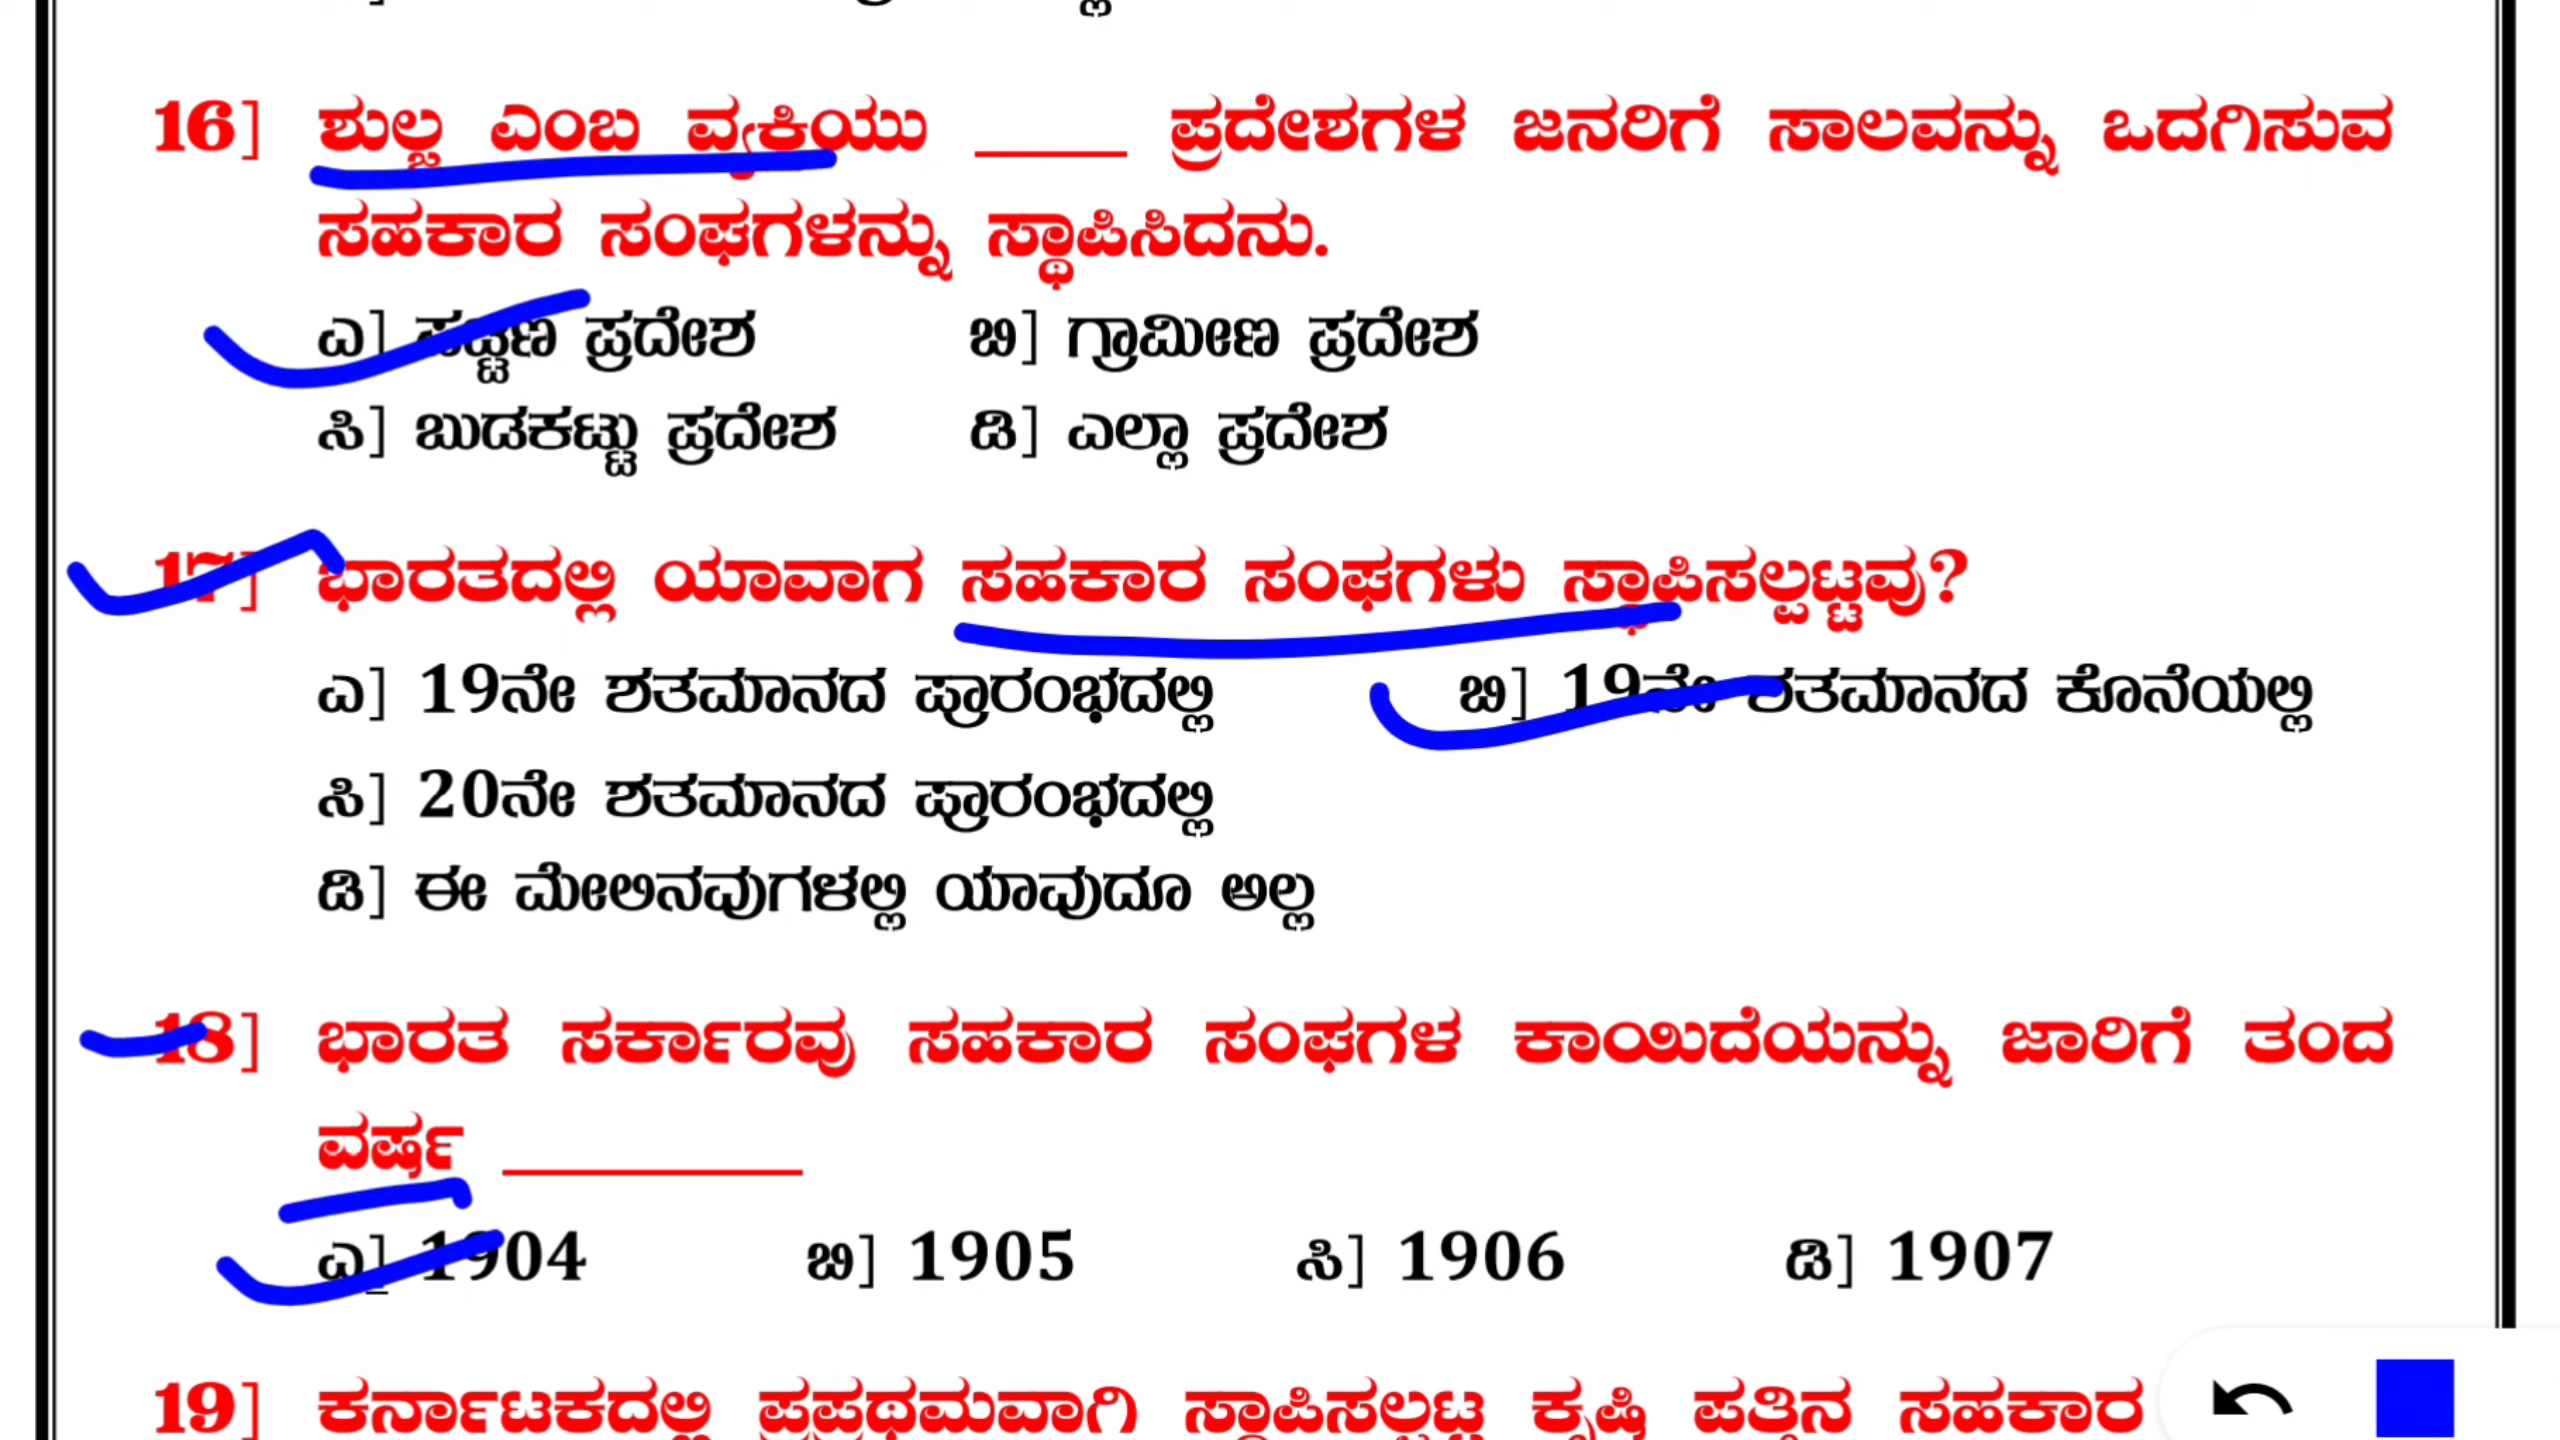 16] ಶುಲ್ಜ ಎಂಬ ವ್ಯಕಿಯು ____ ಪ್ರದೇಶಗಳ ಜನರಿಗೆ ಸಾಲವನ್ನು ಒದಗಿಸುವ
ಸಹಕಾರ ಸಂಘಗಳನ್ನು ಸ್ಥಾಪಿಸಿದನು.
ಎ] ಪಟ್ಟಣ ಪ್ರದೇಶ ಬಿ] ಗ್ರಾಮೀಣ ಪ್ರದೇಶ
ಸಿ] ಬುಡಕಟ್ಟು ಪ್ರದೇಶ ಡಿ] ಎಲ್ಲಾ ಪ್ರದೇಶ
17] ಭಾರತದಲ್ಲಿ ಯಾವಾಗ ಸಹಕಾರ ಸಂಘಗಳು ಸ್ಥಾಪಿಸಲ್ಪಟ್ಟವು?
ಎ] 19ನೇ ಶತಮಾನದ ಪ್ರಾರಂಭದಲ್ಲಿ ಬಿ] 19ನೇ ಶತಮಾನದ ಕೊನೆಯಲ್ಲಿ
ಸಿ] 20ನೇ ಶತಮಾನದ ಪ್ರಾರಂಭದಲ್ಲಿ
ಡಿ] ಈ ಮೇಲಿನವುಗಳಲ್ಲಿ ಯಾವುದೂ ಅಲ್ಲ
18] ಭಾರತ ಸರ್ಕಾರವು ಸಹಕಾರ ಸಂಘಗಳ ಕಾಯಿದೆಯನ್ನು ಜಾರಿಗೆ ತಂದ
ವರ್ಷ ________
ಎ] 1904 ಬಿ] 1905 ಸಿ] 1906 ಡಿ] 1907
19] ಕರ್ನಾಟಕದಲ್ಲಿ ಪ್ರಪ್ರಥಮವಾಗಿ ಸ್ಥಾಪಿಸಲ್ಪಟ್ಟ ಕೃಷಿ ಪತ್ತಿನ ಸಹಕಾರ